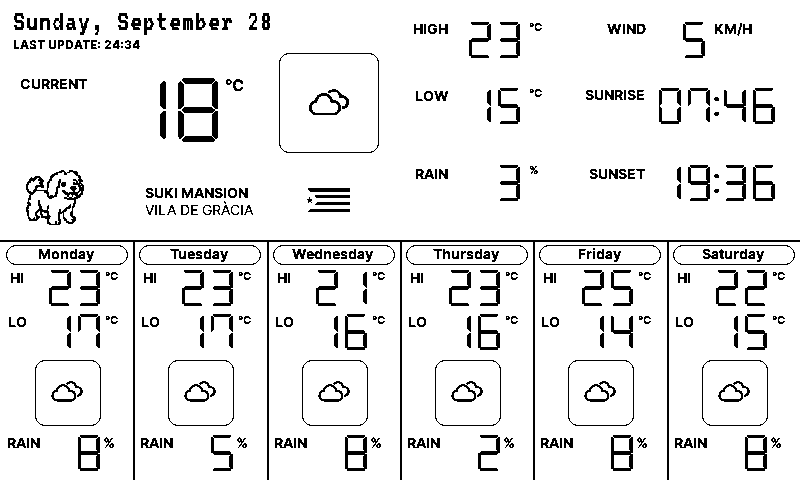 Sunday, September 28
LAST UPDATE: 24:34
CURRENT 18 °C
SUKI MANSION
VILA DE GRÀCIA
HIGH 23 °C
LOW 15 °C
RAIN 3 %
WIND 5 KM/H
SUNRISE 07:46
SUNSET 19:36
Monday
HI 23 °C
LO 17 °C
RAIN 8 %
Tuesday
HI 23 °C
LO 17 °C
RAIN 5 %
Wednesday
HI 21 °C
LO 16 °C
RAIN 8 %
Thursday
HI 23 °C
LO 16 °C
RAIN 2 %
Friday
HI 25 °C
LO 14 °C
RAIN 8 %
Saturday
HI 22 °C
LO 15 °C
RAIN 8 %